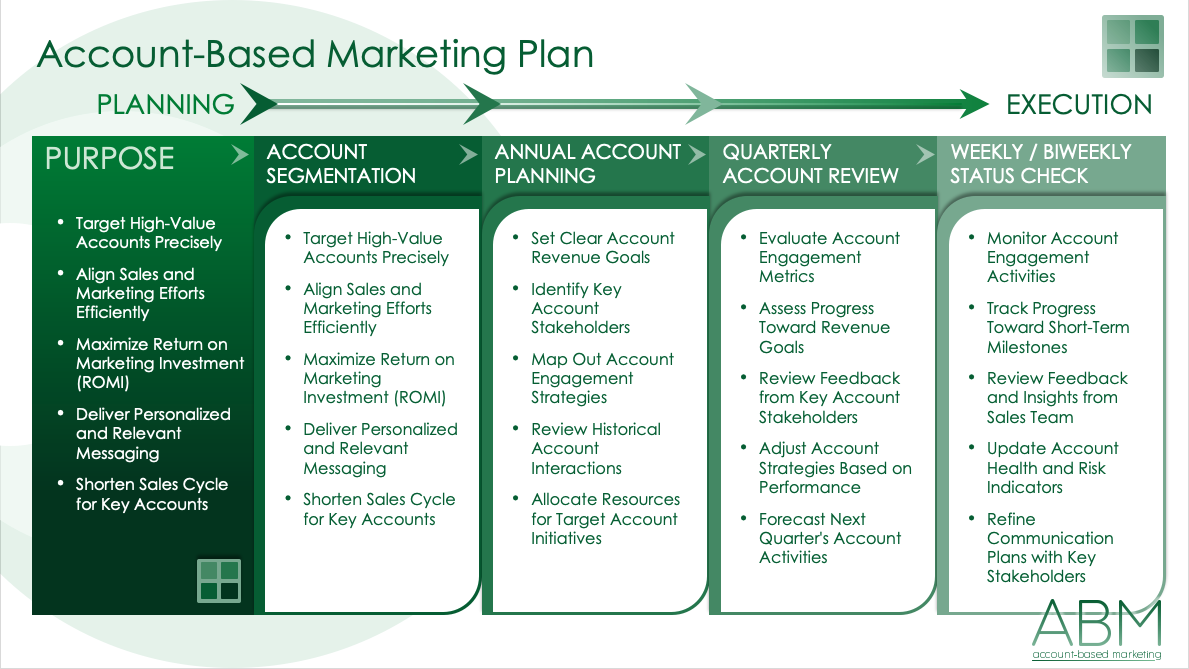 Account-Based Marketing Plan
PLANNING
EXECUTION
PURPOSE
• Target High-Value
Accounts Precisely
• Align Sales and
Marketing Efforts
Efficiently
• Maximize Return on
Marketing Investment
(ROMI)
• Deliver Personalized
and Relevant
Messaging
• Shorten Sales Cycle
for Key Accounts
ACCOUNT
SEGMENTATION
• Target High-Value
Accounts Precisely
• Align Sales and
Marketing Efforts
Efficiently
• Maximize Return on
Marketing
Investment (ROMI)
• Deliver Personalized
and Relevant
Messaging
• Shorten Sales Cycle
for Key Accounts
ANNUAL ACCOUNT
PLANNING
• Set Clear Account
Revenue Goals
• Identify Key
Account
Stakeholders
• Map Out Account
Engagement
Strategies
• Review Historical
Account
Interactions
• Allocate Resources
for Target Account
Initiatives
QUARTERLY
ACCOUNT REVIEW
• Evaluate Account
Engagement
Metrics
• Assess Progress
Toward Revenue
Goals
• Review Feedback
from Key Account
Stakeholders
• Adjust Account
Strategies Based on
Performance
• Forecast Next
Quarter's Account
Activities
WEEKLY / BIWEEKLY
STATUS CHECK
• Monitor Account
Engagement
Activities
• Track Progress
Toward Short-Term
Milestones
• Review Feedback
and Insights from
Sales Team
• Update Account
Health and Risk
Indicators
• Refine
Communication
Plans with Key
Stakeholders
ABM
account-based marketing